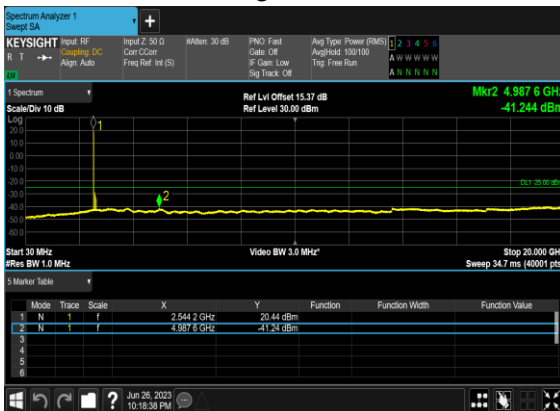 Spectrum Analyzer 1
Swept SA
KEYSIGHT
R T
LV
Input: RF
Coupling: DC
Align: Auto
Input Z: 50 Ω
Corr CCorr
Freq Ref: Int (S)
#Atten: 30 dB
PNO: Fast
Gate: Off
IF Gain: Low
Sig Track: Off
Avg Type: Power (RMS)
Avg|Hold: 100/100
Trig: Free Run
1 2 3 4 5 6
A W W W W W
A N N N N N
1 Spectrum
Scale/Div 10 dB
Ref Lvl Offset 15.37 dB
Ref Level 30.00 dBm
Mkr2 4.987 6 GHz
-41.244 dBm
Log
20.0
10.0
0.00
-10.0
-20.0
-30.0
-40.0
-50.0
-60.0
1
2
DL1 -25.00 dBm
Start 30 MHz
#Res BW 1.0 MHz
Video BW 3.0 MHz*
Stop 20.000 GHz
Sweep 34.7 ms (40001 pts)
5 Marker Table
Mode Trace Scale X Y Function Function Width Function Value
1 N 1 f 2.544 2 GHz 20.44 dBm
2 N 1 f 4.987 6 GHz -41.24 dBm
3
4
5
6
?
Jun 26, 2023
10:18:38 PM